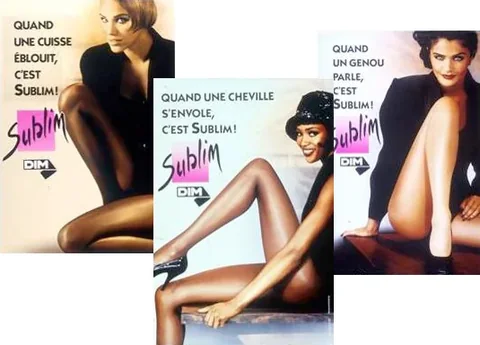 QUAND
UNE CUISSE
ÉBLOUIT,
C'EST
SUBLIM!
Sublim
DIM
QUAND UNE CHEVILLE
S'ENVOLE,
C'EST SUBLIM!
Sublim
DIM
QUAND
UN GENOU
PARLE,
C'EST
SUBLIM!
Sublim
DIM